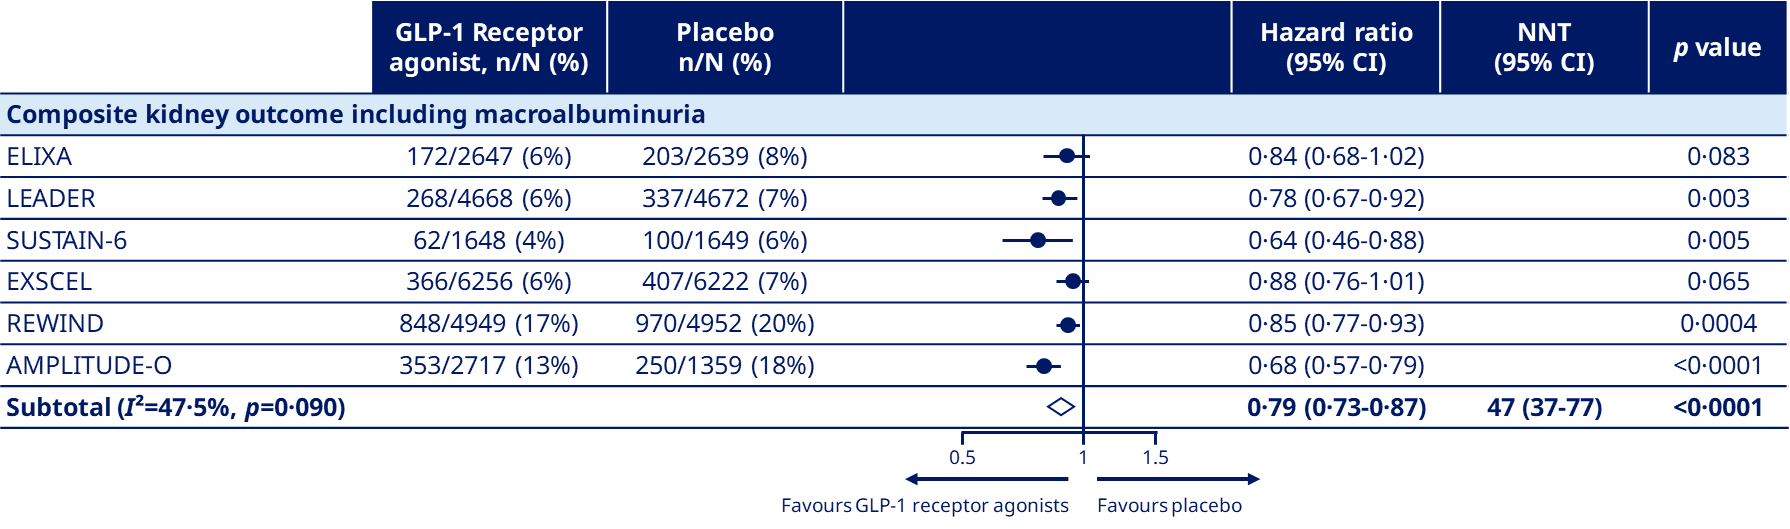 GLP-1 Receptor agonist, n/N (%) Placebo n/N (%) Hazard ratio (95% CI) NNT (95% CI) p value
Composite kidney outcome including macroalbuminuria
ELIXA 172/2647 (6%) 203/2639 (8%) 0·84 (0·68-1·02) 0·083
LEADER 268/4668 (6%) 337/4672 (7%) 0·78 (0·67-0·92) 0·003
SUSTAIN-6 62/1648 (4%) 100/1649 (6%) 0·64 (0·46-0·88) 0·005
EXSCEL 366/6256 (6%) 407/6222 (7%) 0·88 (0·76-1·01) 0·065
REWIND 848/4949 (17%) 970/4952 (20%) 0·85 (0·77-0·93) 0·0004
AMPLITUDE-O 353/2717 (13%) 250/1359 (18%) 0·68 (0·57-0·79) <0·0001
Subtotal (I²=47·5%, p=0·090) 0·79 (0·73-0·87) 47 (37-77) <0·0001
0.5 1 1.5
Favours GLP-1 receptor agonists Favours placebo